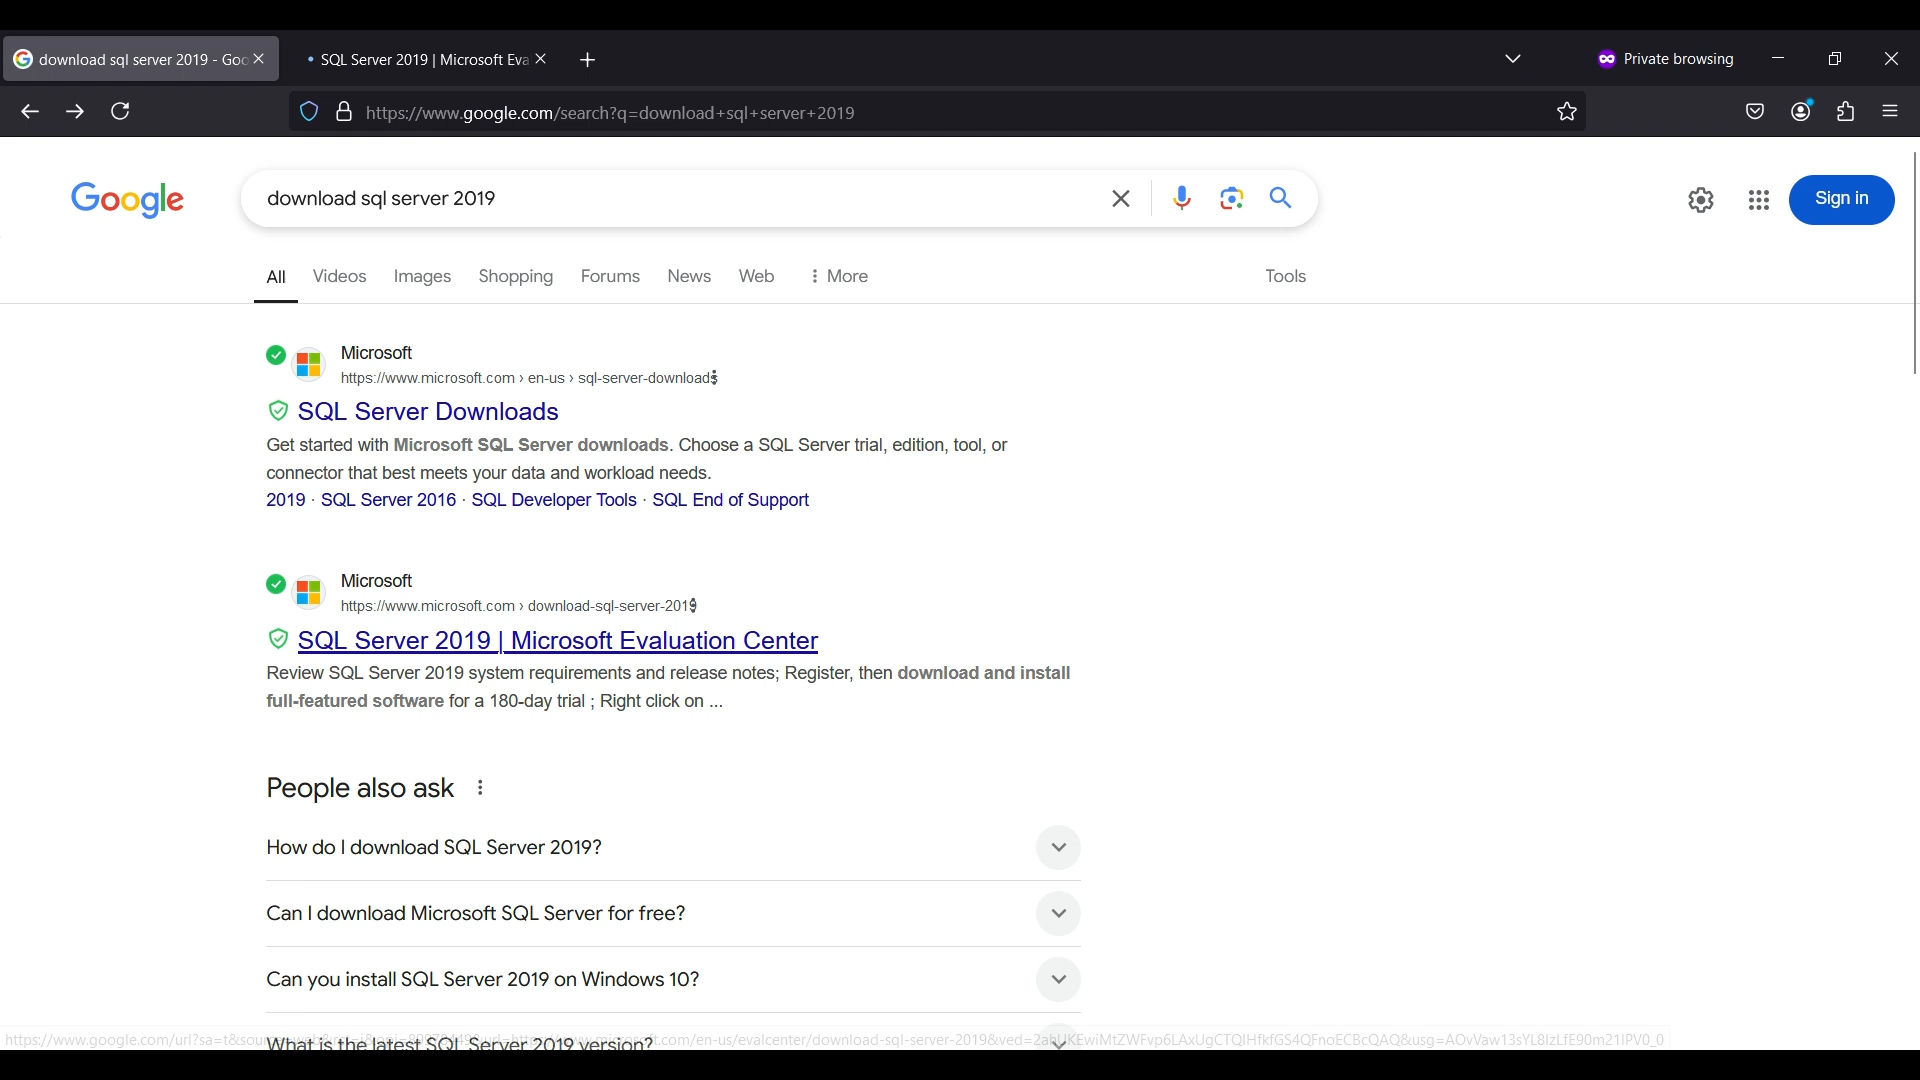 download sql server 2019 - Goo
SQL Server 2019 | Microsoft Eva
Private browsing
https://www.google.com/search?q=download+sql+server+2019
Google
download sql server 2019
Sign in
All Videos Images Shopping Forums News Web More Tools
Microsoft
https://www.microsoft.com › en-us › sql-server-downloads
SQL Server Downloads
Get started with Microsoft SQL Server downloads. Choose a SQL Server trial, edition, tool, or
connector that best meets your data and workload needs.
2019 · SQL Server 2016 · SQL Developer Tools · SQL End of Support
Microsoft
https://www.microsoft.com › download-sql-server-2019
SQL Server 2019 | Microsoft Evaluation Center
Review SQL Server 2019 system requirements and release notes; Register, then download and install
full-featured software for a 180-day trial ; Right click on ...
People also ask
How do I download SQL Server 2019?
Can I download Microsoft SQL Server for free?
Can you install SQL Server 2019 on Windows 10?
What is the latest SQL Server 2019 version?